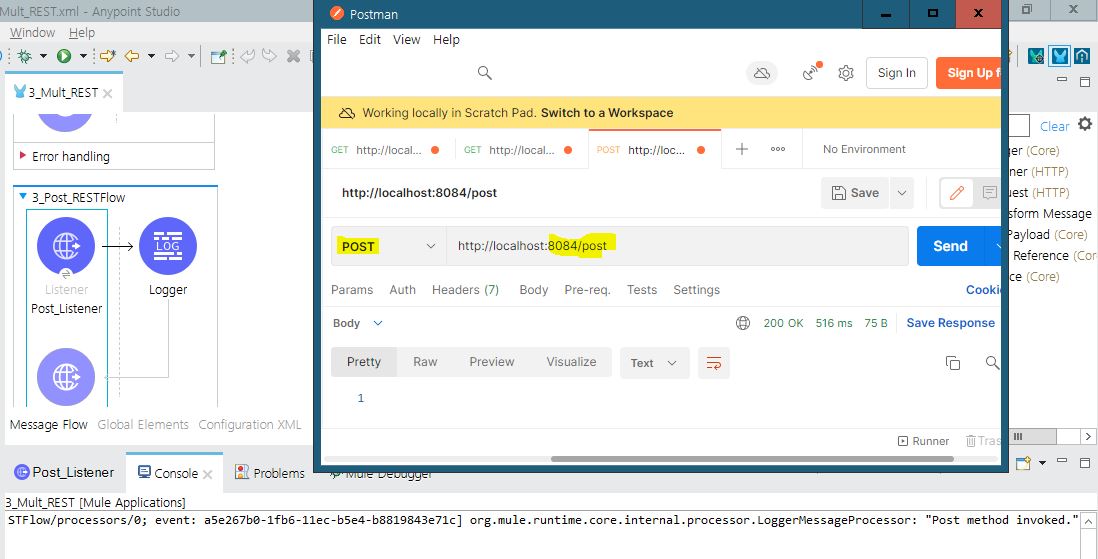 Mult_REST.xml - Anypoint Studio
Window Help
3_Mult_REST
Error handling
3_Post_RESTFlow
Listener
Post_Listener
LOG
Logger
Message Flow Global Elements Configuration XML
Postman
File Edit View Help
Sign In Sign Up f
Working locally in Scratch Pad. Switch to a Workspace
GET http://local... GET http://local... POST http://loc... No Environment
http://localhost:8084/post
Save
POST http://localhost:8084/post
Send
Params Auth Headers (7) Body Pre-req. Tests Settings Cookie
Body 200 OK 516 ms 75 B Save Response
Pretty Raw Preview Visualize Text
1
Runner Tras
Clear
ger (Core)
ner (HTTP)
uest (HTTP)
sform Message
Payload (Core)
Reference (Core
ce (Core)
Post_Listener Console Problems Mule Debugger
3_Mult_REST [Mule Applications]
STFlow/processors/0; event: a5e267b0-1fb6-11ec-b5e4-b8819843e71c] org.mule.runtime.core.internal.processor.LoggerMessageProcessor: "Post method invoked."